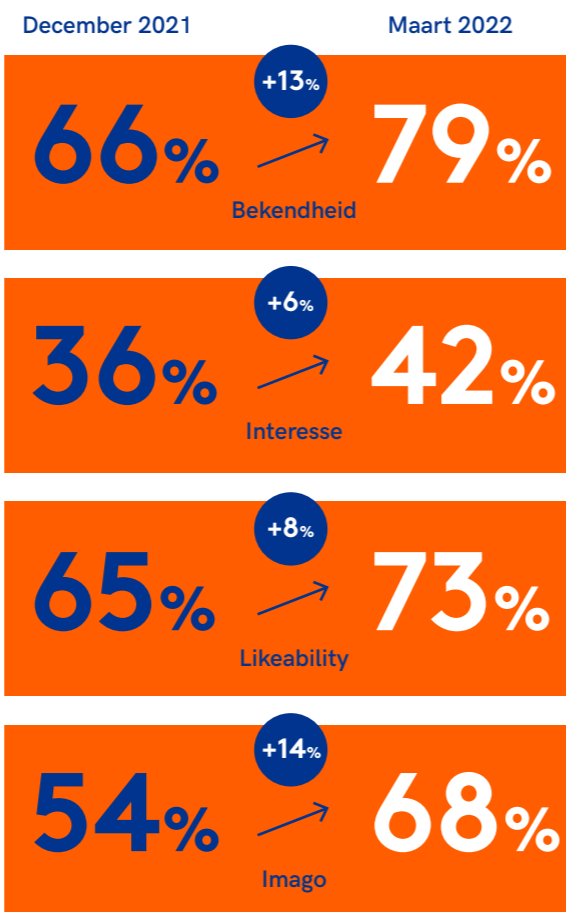 December 2021 Maart 2022
+13%
66% 79%
Bekendheid
+6%
36% 42%
Interesse
+8%
65% 73%
Likeability
+14%
54% 68%
Imago